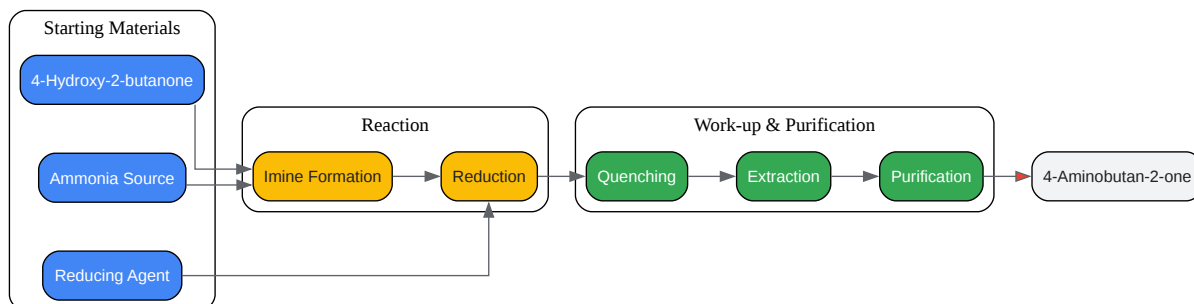 Starting Materials
4-Hydroxy-2-butanone
Ammonia Source
Reducing Agent
Reaction
Imine Formation
Reduction
Work-up & Purification
Quenching
Extraction
Purification
4-Aminobutan-2-one